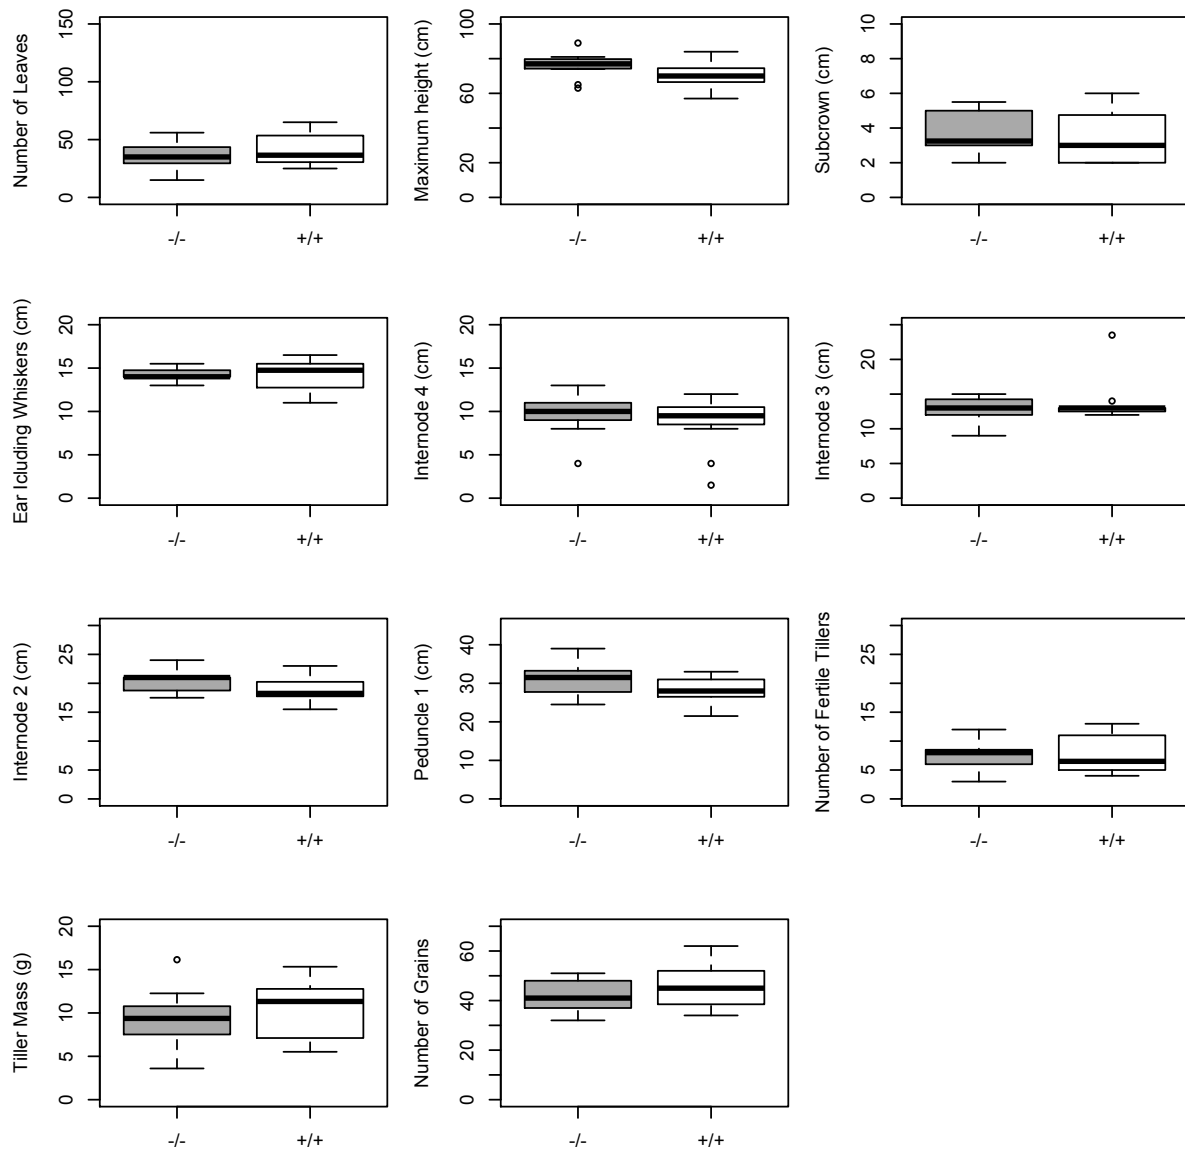 Number of Leaves
0 50 100 150
-/- +/+
Maximum height (cm)
0 20 60 100
-/- +/+
Subcrown (cm)
0 2 4 6 8 10
-/- +/+
Ear Icluding Whiskers (cm)
0 5 10 15 20
-/- +/+
Internode 4 (cm)
0 5 10 15 20
-/- +/+
Internode 3 (cm)
0 5 10 20
-/- +/+
Internode 2 (cm)
0 5 15 25
-/- +/+
Peduncle 1 (cm)
0 10 20 30 40
-/- +/+
Number of Fertile Tillers
0 5 15 25
-/- +/+
Tiller Mass (g)
0 5 10 15 20
-/- +/+
Number of Grains
0 20 40 60
-/- +/+